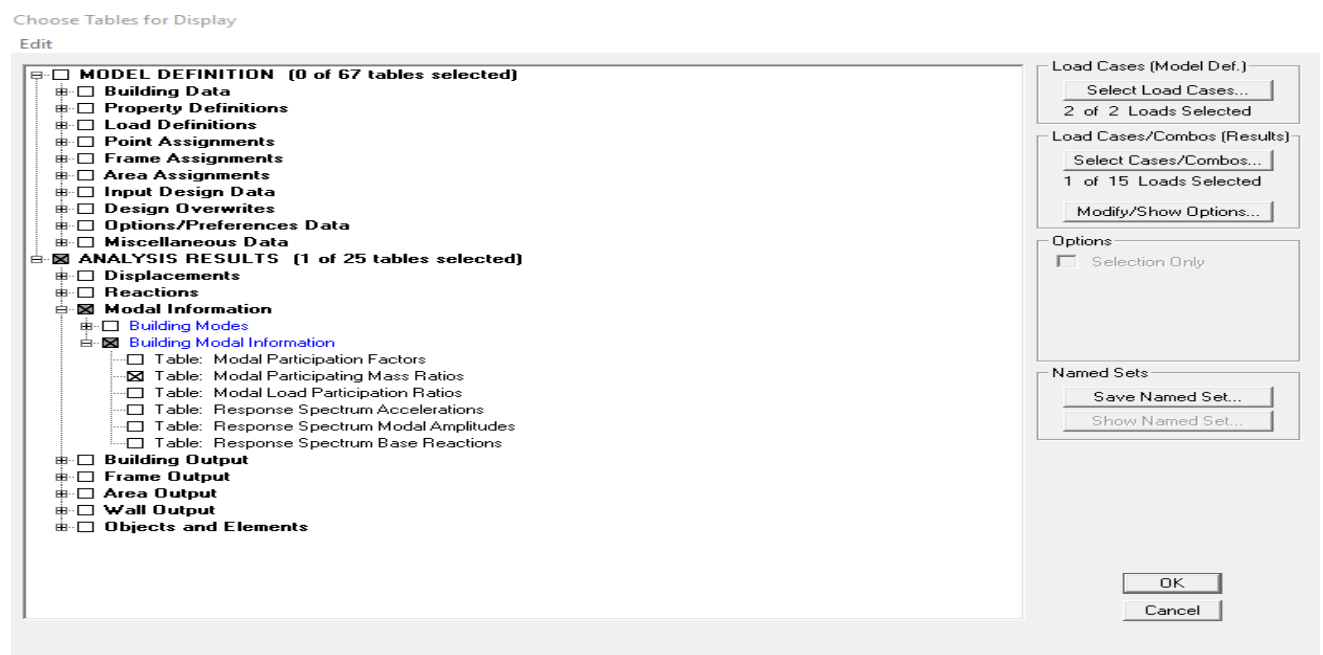 Choose Tables for Display
Edit
MODEL DEFINITION (0 of 67 tables selected)
Building Data
Property Definitions
Load Definitions
Point Assignments
Frame Assignments
Area Assignments
Input Design Data
Design Overwrites
Options/Preferences Data
Miscellaneous Data
ANALYSIS RESULTS (1 of 25 tables selected)
Displacements
Reactions
Modal Information
Building Modes
Building Modal Information
Table: Modal Participation Factors
Table: Modal Participating Mass Ratios
Table: Modal Load Participation Ratios
Table: Response Spectrum Accelerations
Table: Response Spectrum Modal Amplitudes
Table: Response Spectrum Base Reactions
Building Output
Frame Output
Area Output
Wall Output
Objects and Elements
Load Cases (Model Def.)
Select Load Cases...
2 of 2 Loads Selected
Load Cases/Combos (Results)
Select Cases/Combos...
1 of 15 Loads Selected
Modify/Show Options...
Options
Selection Only
Named Sets
Save Named Set...
Show Named Set...
OK
Cancel